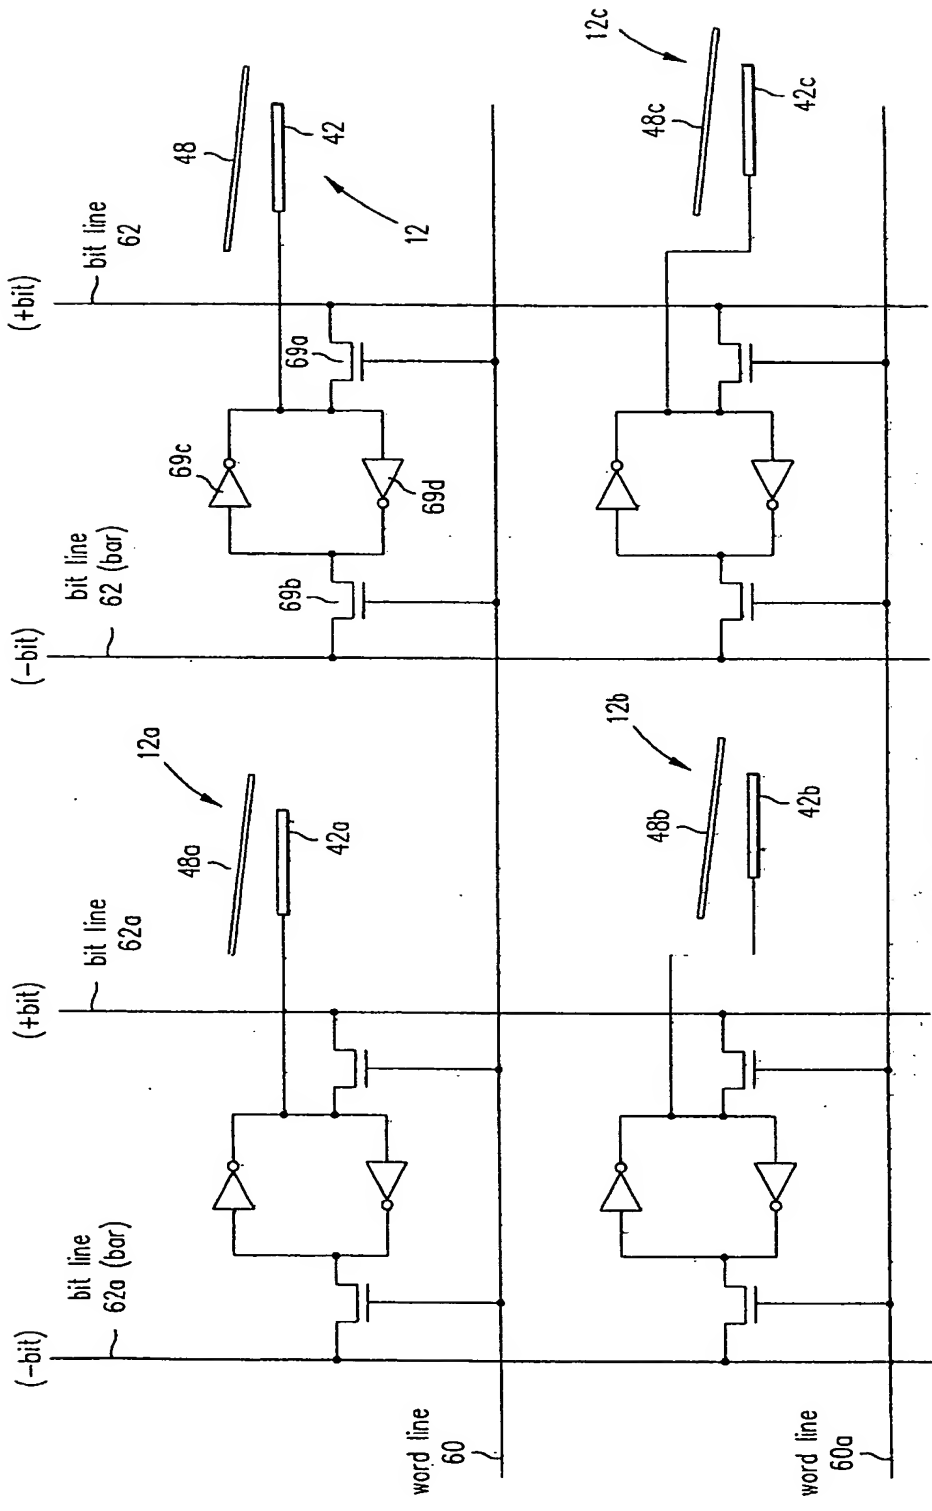 (−bit)
(+bit)
(−bit)
(+bit)
bit line
62a (bar)
bit line
62a
bit line
62 (bar)
bit line
62
12a
48a
42a
69b
69c
69d
69a
48
42
12
word line
60
12b
48b
42b
12c
48c
42c
word line
60a